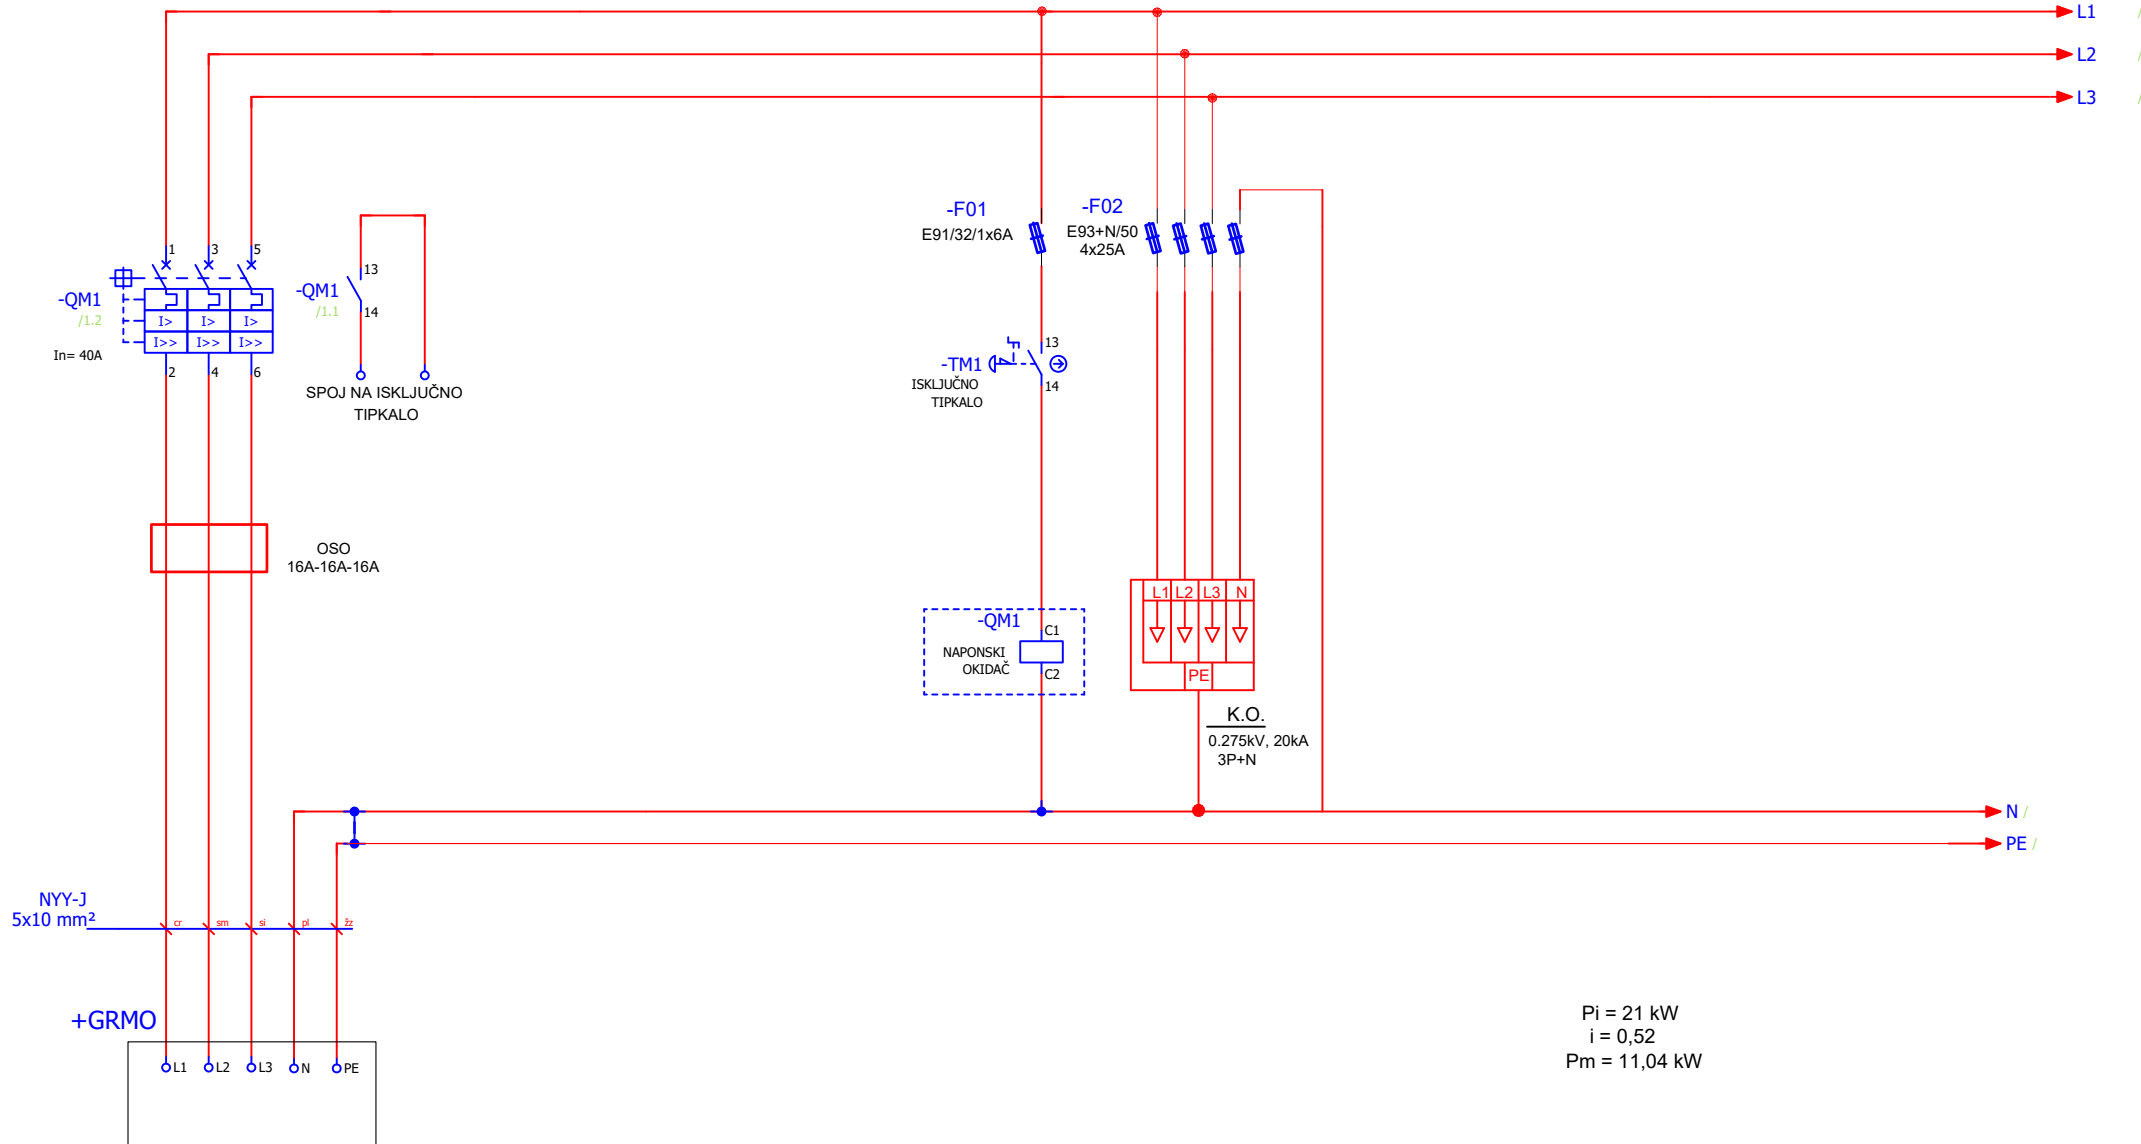 L1 /
L2 /
L3 /
-F01
E91/32/1x6A
-F02
E93+N/50
4x25A
1 3 5
-QM1
/1.2
I> I> I>
I>> I>> I>>
In= 40A
2 4 6
13
-QM1
/1.1
14
SPOJ NA ISKLJUČNO
TIPKALO
13
-TM1
14
ISKLJUČNO
TIPKALO
OSO
16A-16A-16A
-QM1
C1
NAPONSKI
OKIDAČ
C2
L1 L2 L3 N
PE
K.O.
0.275kV, 20kA
3P+N
N /
PE /
NYY-J
5x10 mm²
cr sm si pl žz
+GRMO
L1 L2 L3 N PE
Pi = 21 kW
i = 0,52
Pm = 11,04 kW